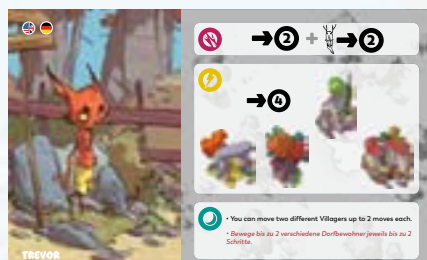 2 + 2
4
• You can move two different Villagers up to 2 moves each.
• Bewege bis zu 2 verschiedene Dorfbewohner jeweils bis zu 2
Schritte.
TREVOR